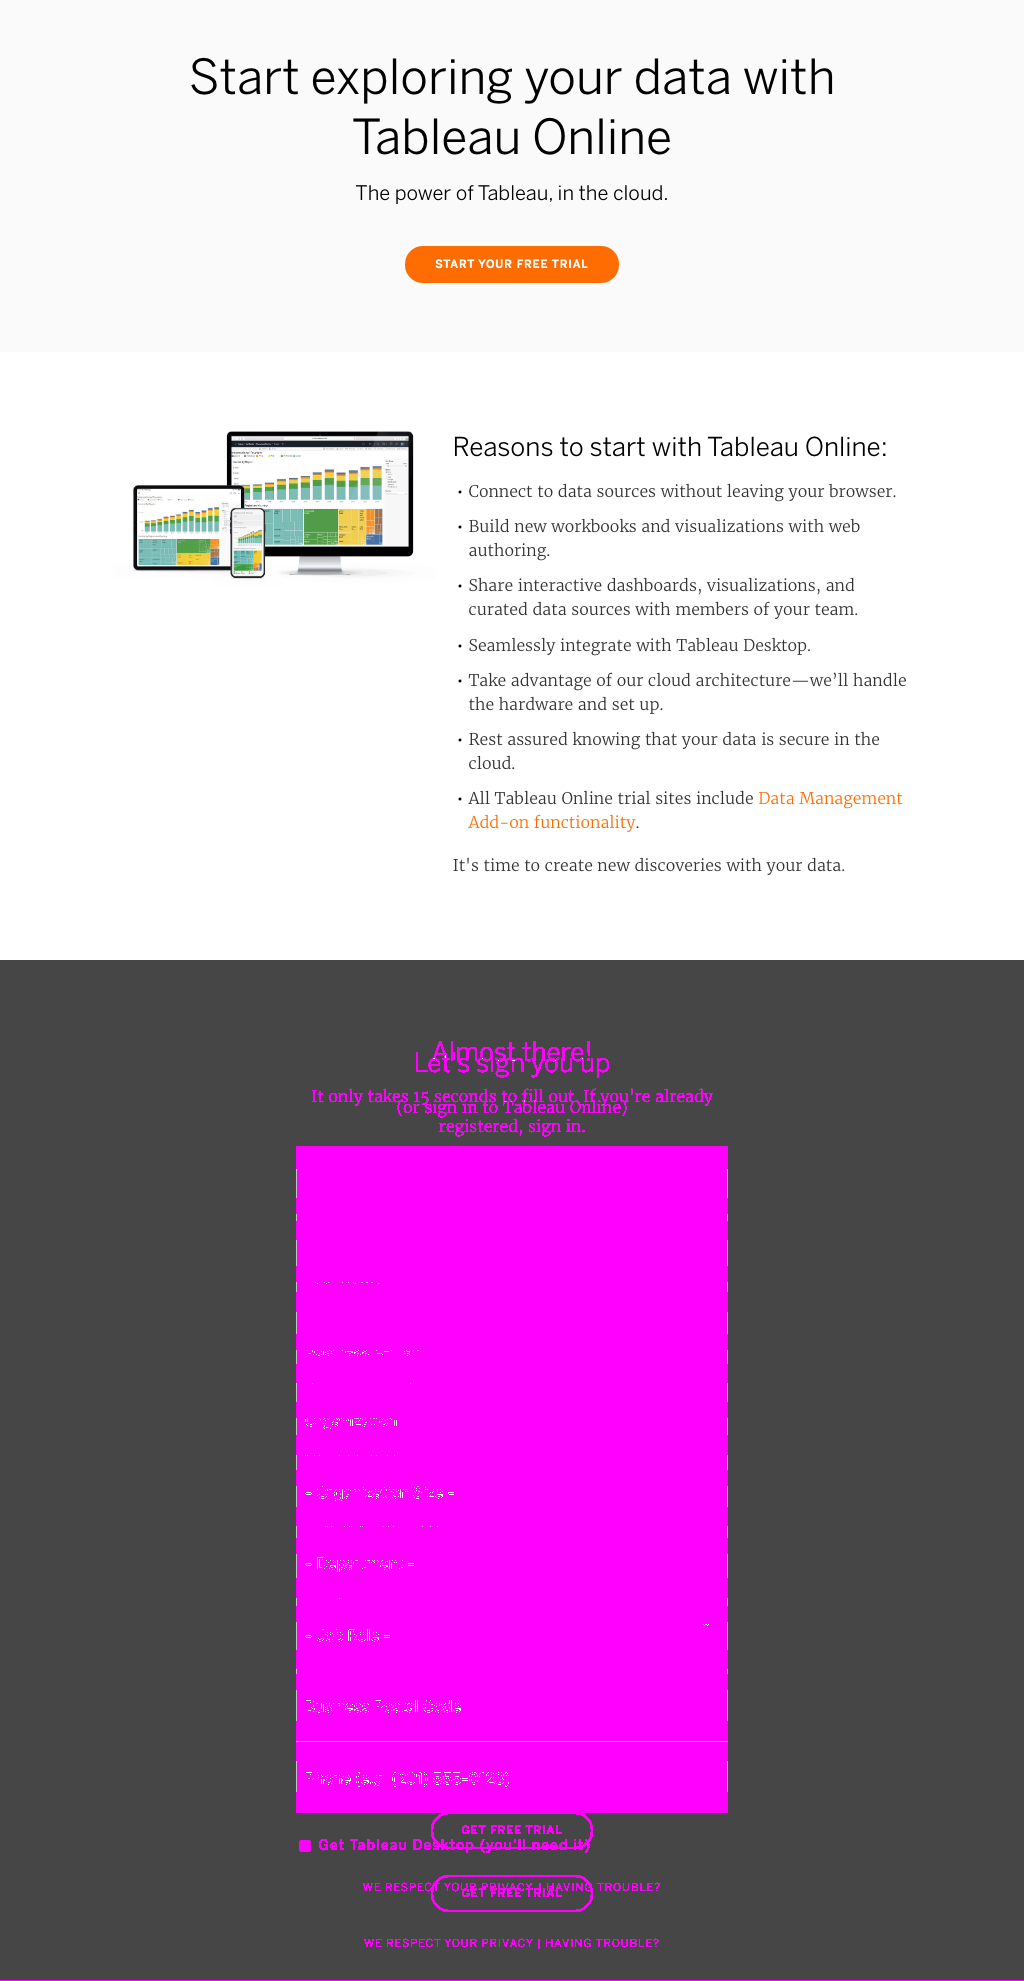 Start exploring your data with
Tableau Online
The power of Tableau, in the cloud.
START YOUR FREE TRIAL
Reasons to start with Tableau Online:
• Connect to data sources without leaving your browser.
• Build new workbooks and visualizations with web
authoring.
• Share interactive dashboards, visualizations, and
curated data sources with members of your team.
• Seamlessly integrate with Tableau Desktop.
• Take advantage of our cloud architecture—we’ll handle
the hardware and set up.
• Rest assured knowing that your data is secure in the
cloud.
• All Tableau Online trial sites include Data Management
Add-on functionality.
It's time to create new discoveries with your data.
Almost there!
Let's sign you up
It only takes 15 seconds to fill out. If you're already
(or sign in to Tableau Online)
registered, sign in.
Organization
- Organization Size -
- Department -
- Job Role -
Business Postal Code
Phone (e.g. (201) 555-0123)
GET FREE TRIAL
Get Tableau Desktop (you'll need it)
WE RESPECT YOUR PRIVACY | HAVING TROUBLE?
GET FREE TRIAL
WE RESPECT YOUR PRIVACY | HAVING TROUBLE?